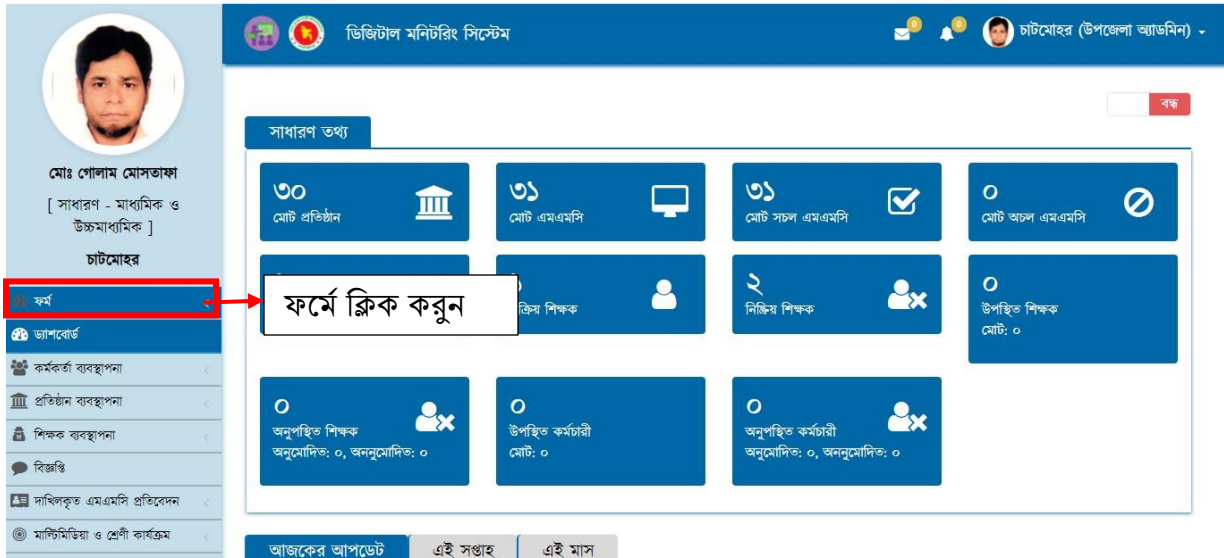 ডিজিটাল মনিটরিং সিস্টেম
০
০
চাটমোহর (উপজেলা অ্যাডমিন)
বন্ধ
মোঃ গোলাম মোসতাফা
[ সাধারণ - মাধ্যমিক ও
উচ্চমাধ্যমিক ]
চাটমোহর
ফর্ম
ড্যাশবোর্ড
কর্মকর্তা ব্যবস্থাপনা
প্রতিষ্ঠান ব্যবস্থাপনা
শিক্ষক ব্যবস্থাপনা
বিজ্ঞপ্তি
দাখিলকৃত এমএমসি প্রতিবেদন
মাল্টিমিডিয়া ও শ্রেণী কার্যক্রম
সাধারণ তথ্য
৩০
মোট প্রতিষ্ঠান
৩১
মোট এমএমসি
৩১
মোট সচল এমএমসি
০
মোট অচল এমএমসি
ফর্মে ক্লিক করুন
শিক্ষক
২
নিষ্ক্রিয় শিক্ষক
০
উপস্থিত শিক্ষক
মোট: ০
০
অনুপস্থিত শিক্ষক
অনুমোদিত: ০, অননুমোদিত: ০
০
উপস্থিত কর্মচারী
মোট: ০
০
অনুপস্থিত কর্মচারী
অনুমোদিত: ০, অননুমোদিত: ০
আজকের আপডেট
এই সপ্তাহ
এই মাস